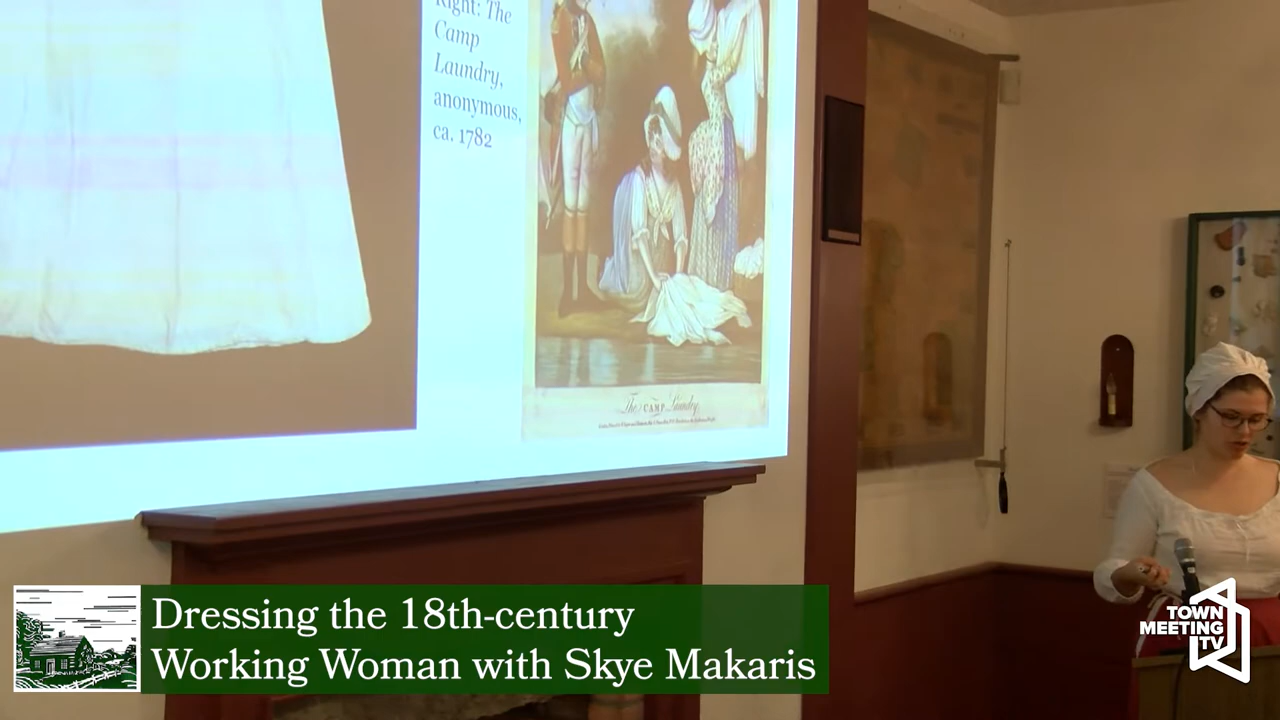 Right: The
Camp
Laundry,
anonymous,
ca. 1782
The CAMP Laundry
Dressing the 18th-century
Working Woman with Skye Makaris
TOWN
MEETING
TV